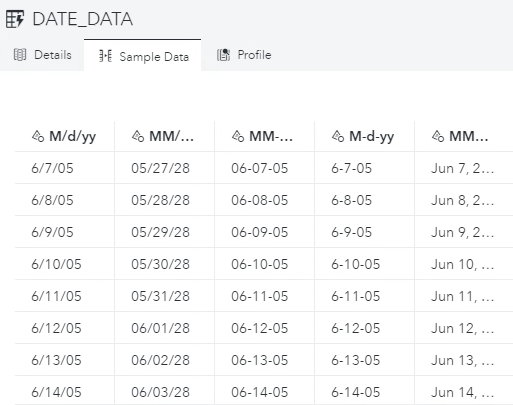 DATE_DATA
Details Sample Data Profile
M/d/yy MM/... MM-... M-d-yy MM...
6/7/05 05/27/28 06-07-05 6-7-05 Jun 7, 2...
6/8/05 05/28/28 06-08-05 6-8-05 Jun 8, 2...
6/9/05 05/29/28 06-09-05 6-9-05 Jun 9, 2...
6/10/05 05/30/28 06-10-05 6-10-05 Jun 10, ...
6/11/05 05/31/28 06-11-05 6-11-05 Jun 11, ...
6/12/05 06/01/28 06-12-05 6-12-05 Jun 12, ...
6/13/05 06/02/28 06-13-05 6-13-05 Jun 13, ...
6/14/05 06/03/28 06-14-05 6-14-05 Jun 14, ...